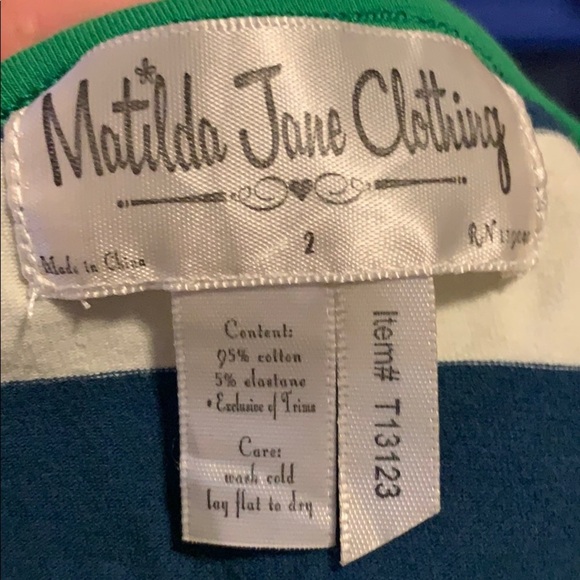 Matilda Jane Clothing
2
RN
Made in China
Content:
95% cotton
5% elastane
• Exclusive of Trims
Care:
wash cold
lay flat to dry
Item# T13123